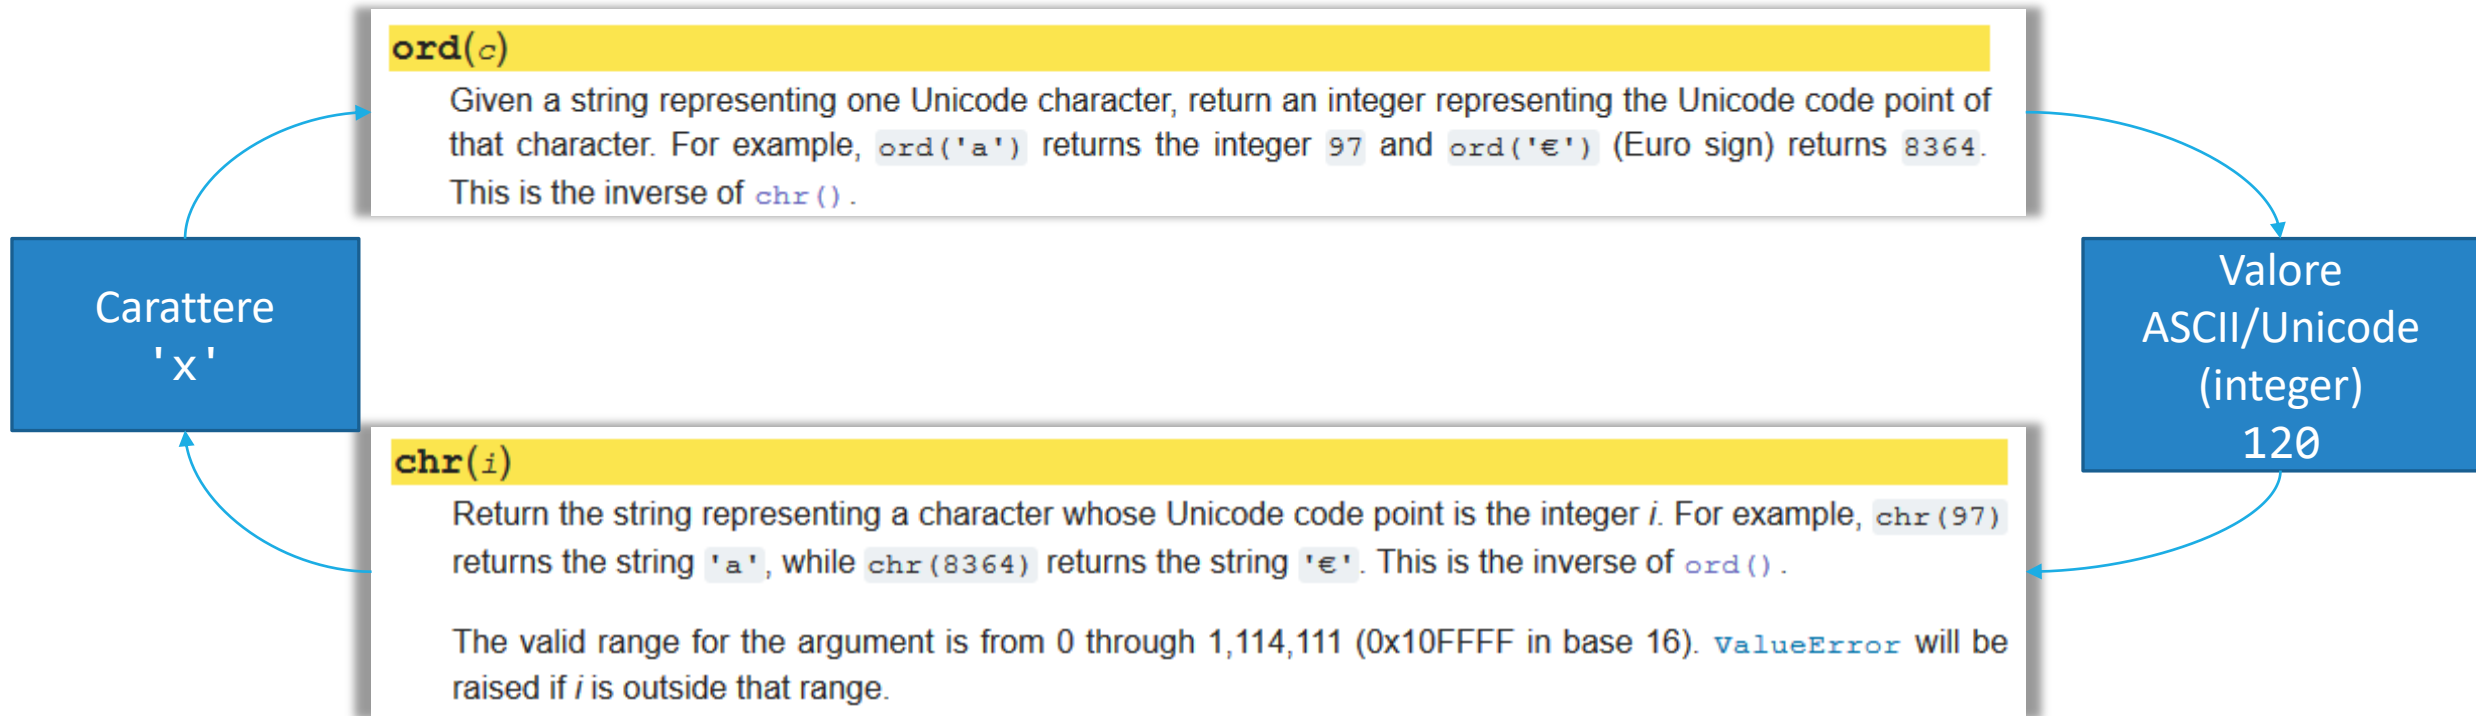 ord(c)
Given a string representing one Unicode character, return an integer representing the Unicode code point of
that character. For example, ord('a') returns the integer 97 and ord('€') (Euro sign) returns 8364.
This is the inverse of chr().
Carattere
'x'
Valore
ASCII/Unicode
(integer)
120
chr(i)
Return the string representing a character whose Unicode code point is the integer i. For example, chr(97)
returns the string 'a', while chr(8364) returns the string '€'. This is the inverse of ord().
The valid range for the argument is from 0 through 1,114,111 (0x10FFFF in base 16). ValueError will be
raised if i is outside that range.